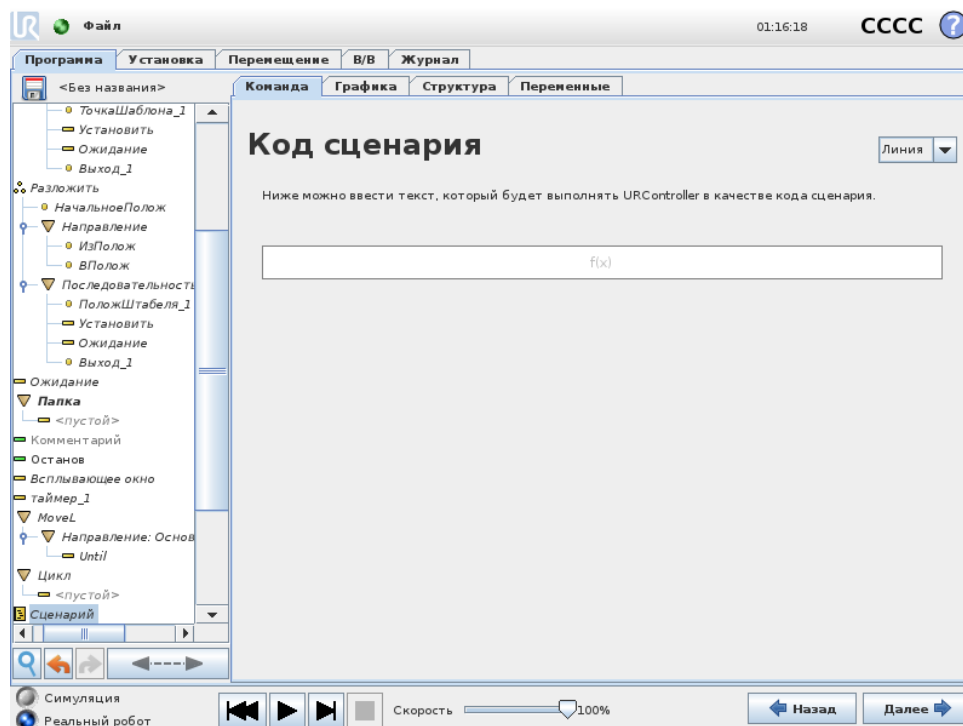 UR Файл 01:16:18 CCCC ?
Программа Установка Перемещение В/В Журнал
<Без названия> Команда Графика Структура Переменные
ТочкаШаблона_1
Установить
Ожидание
Выход_1
Разложить
НачальноеПолож
Направление
ИзПолож
ВПолож
Последовательность
ПоложШтабеля_1
Установить
Ожидание
Выход_1
Ожидание
Папка
<пустой>
Комментарий
Останов
Всплывающее окно
таймер_1
MoveL
Направление: Основ
Until
Цикл
<пустой>
Сценарий
Код сценария
Линия
Ниже можно ввести текст, который будет выполнять URController в качестве кода сценария.
f(x)
Симуляция
Реальный робот
Скорость 100%
Назад Далее